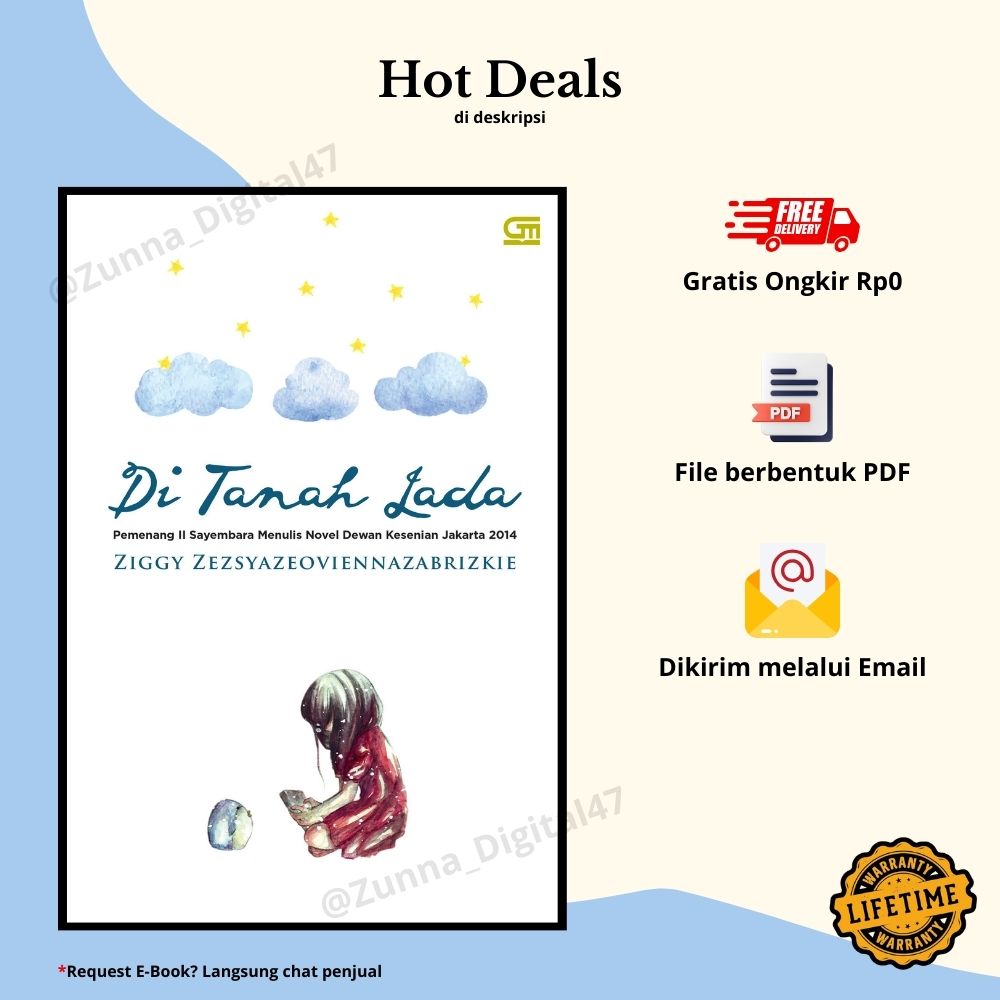 Hot Deals
di deskripsi
@Zunna_Digital47
GM
Di Tanah Lada
Pemenang II Sayembara Menulis Novel Dewan Kesenian Jakarta 2014
ZIGGY ZEZSYAZEOVIENNAZABRIZKIE
@Zunna_Digital47
FREE
DELIVERY
Gratis Ongkir Rp0
PDF
File berbentuk PDF
@
Dikirim melalui Email
WARRANTY
LIFETIME
WARRANTY
*Request E-Book? Langsung chat penjual